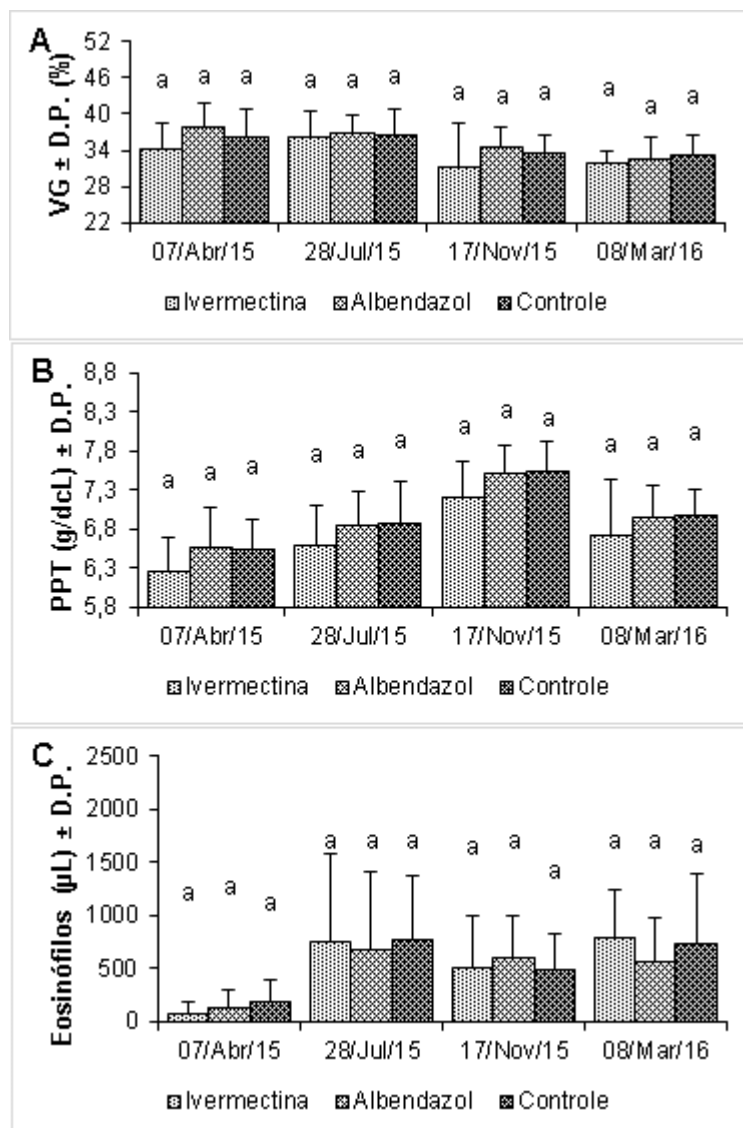 A
VG ± D.P. (%)
52
46
40
34
28
22
a a a a a a a a a a a a
07/Abr/15 28/Jul/15 17/Nov/15 08/Mar/16
Ivermectina Albendazol Controle
B
PPT (g/dcL) ± D.P.
8,8
8,3
7,8
7,3
6,8
6,3
5,8
a a a a a a a a a a a a
07/Abr/15 28/Jul/15 17/Nov/15 08/Mar/16
Ivermectina Albendazol Controle
C
Eosinófilos (µL) ± D.P.
2500
2000
1500
1000
500
0
a a a a a a a a a a a a
07/Abr/15 28/Jul/15 17/Nov/15 08/Mar/16
Ivermectina Albendazol Controle